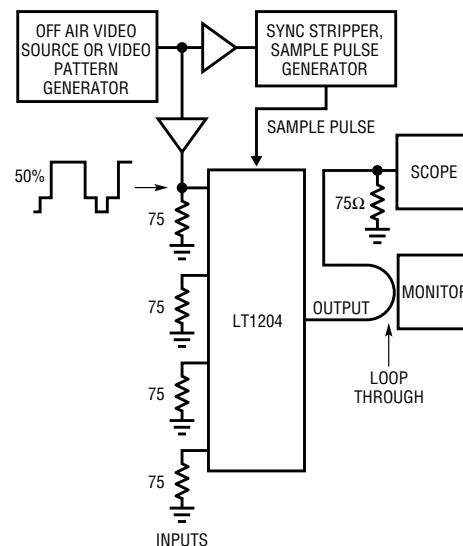 OFF AIR VIDEO
SOURCE OR VIDEO
PATTERN
GENERATOR
SYNC STRIPPER,
SAMPLE PULSE
GENERATOR
SAMPLE PULSE
50%
75
75
75
75
INPUTS
LT1204
OUTPUT
75Ω
SCOPE
MONITOR
LOOP
THROUGH